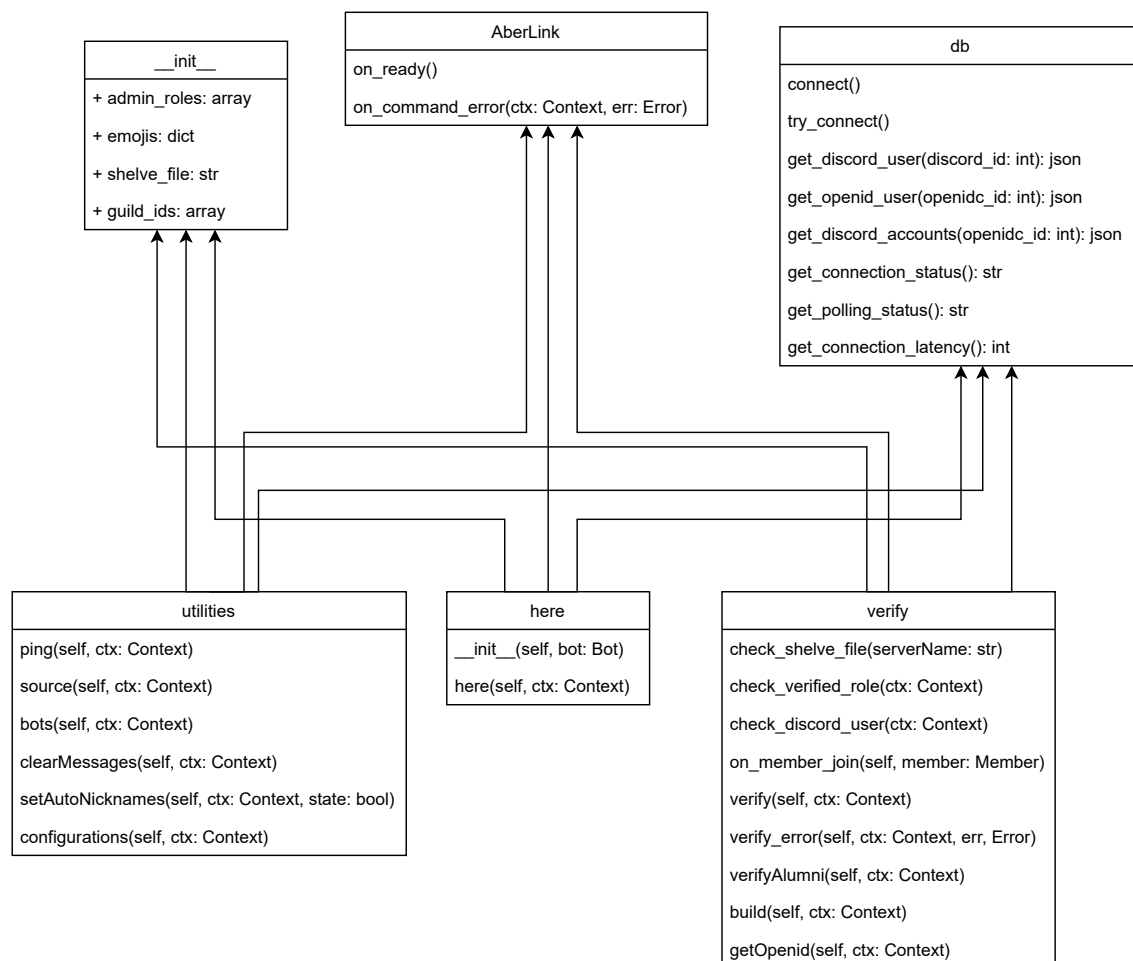 __init__
+ admin_roles: array
+ emojis: dict
+ shelve_file: str
+ guild_ids: array
AberLink
on_ready()
on_command_error(ctx: Context, err: Error)
db
connect()
try_connect()
get_discord_user(discord_id: int): json
get_openid_user(openidc_id: int): json
get_discord_accounts(openidc_id: int): json
get_connection_status(): str
get_polling_status(): str
get_connection_latency(): int
utilities
ping(self, ctx: Context)
source(self, ctx: Context)
bots(self, ctx: Context)
clearMessages(self, ctx: Context)
setAutoNicknames(self, ctx: Context, state: bool)
configurations(self, ctx: Context)
here
__init__(self, bot: Bot)
here(self, ctx: Context)
verify
check_shelve_file(serverName: str)
check_verified_role(ctx: Context)
check_discord_user(ctx: Context)
on_member_join(self, member: Member)
verify(self, ctx: Context)
verify_error(self, ctx: Context, err, Error)
verifyAlumni(self, ctx: Context)
build(self, ctx: Context)
getOpenid(self, ctx: Context)